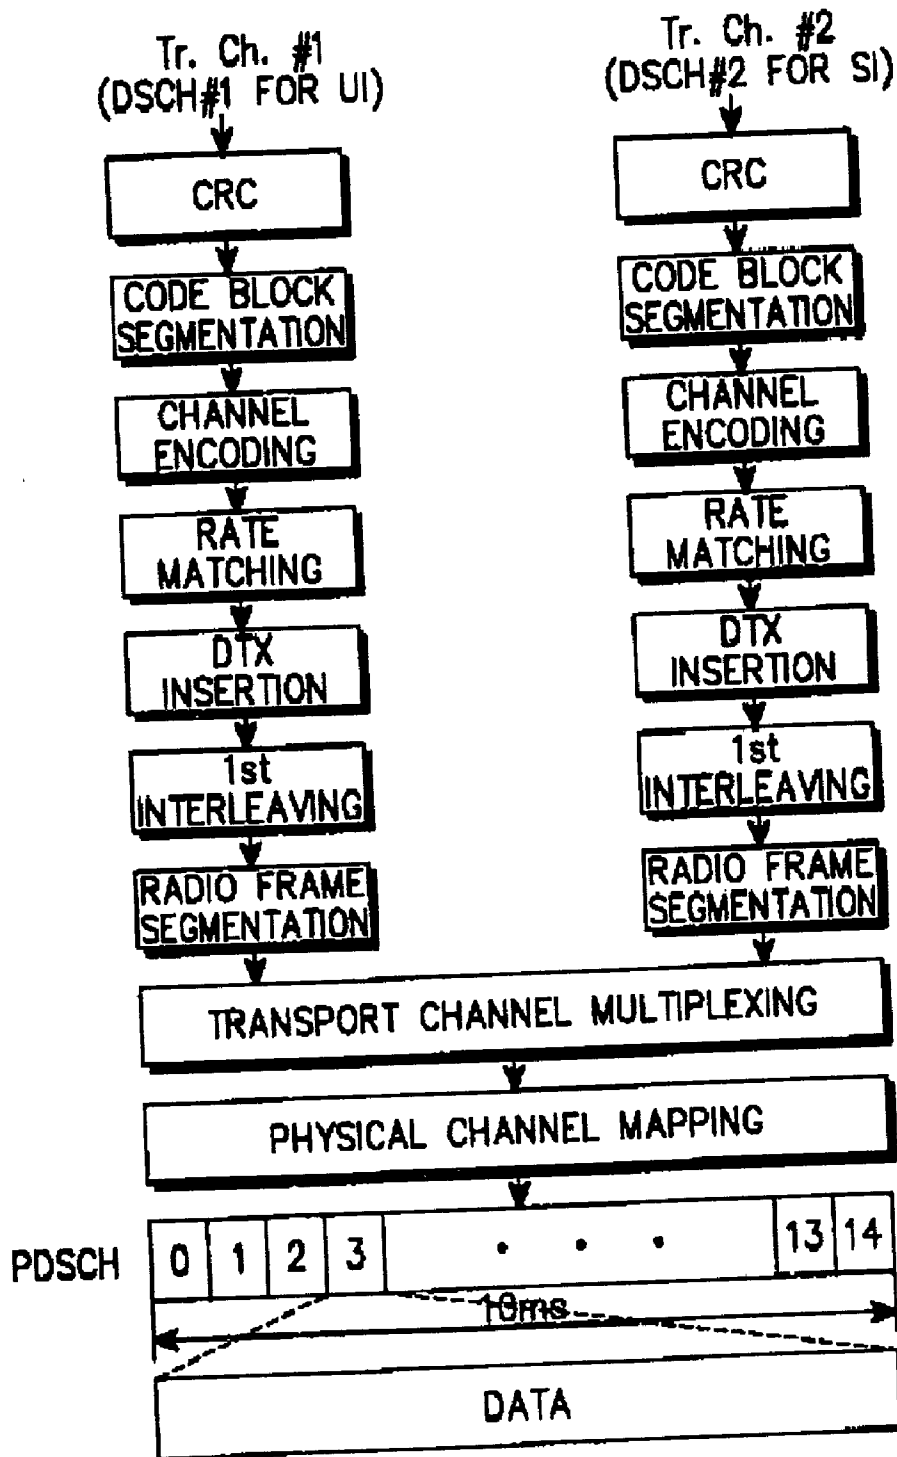 Tr. Ch. #1
(DSCH#1 FOR UI)
CRC
CODE BLOCK
SEGMENTATION
CHANNEL
ENCODING
RATE
MATCHING
DTX
INSERTION
1st
INTERLEAVING
RADIO FRAME
SEGMENTATION
Tr. Ch. #2
(DSCH#2 FOR SI)
CRC
CODE BLOCK
SEGMENTATION
CHANNEL
ENCODING
RATE
MATCHING
DTX
INSERTION
1st
INTERLEAVING
RADIO FRAME
SEGMENTATION
TRANSPORT CHANNEL MULTIPLEXING
PHYSICAL CHANNEL MAPPING
PDSCH 0 1 2 3 • • • 13 14
10ms
DATA